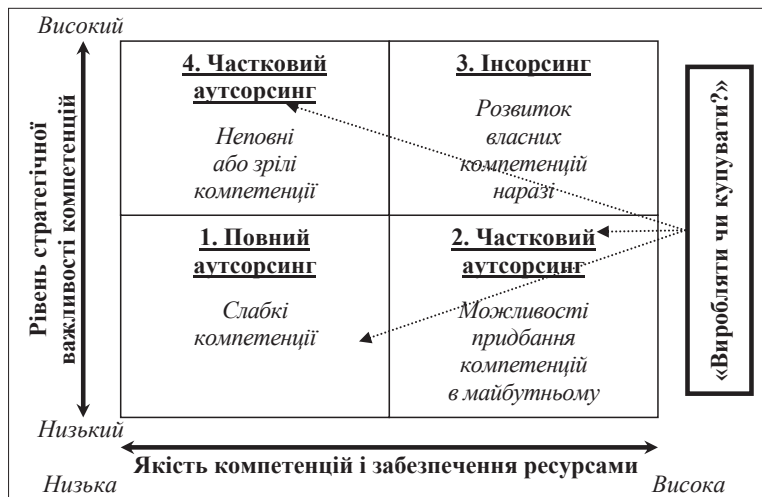 Високий
4. Частковий
аутсорсинг
Неповні
або зрілі
компетенції
3. Інсорсинг
Розвиток
власних
компетенцій
наразі
1. Повний
аутсорсинг
Слабкі
компетенції
2. Частковий
аутсорсинг
Можливості
придбання
компетенцій
в майбутньому
Рівень стратегічної
важливості компетенцій
«Виробляти чи купувати?»
Низький
Якість компетенцій і забезпечення ресурсами
Низька
Висока